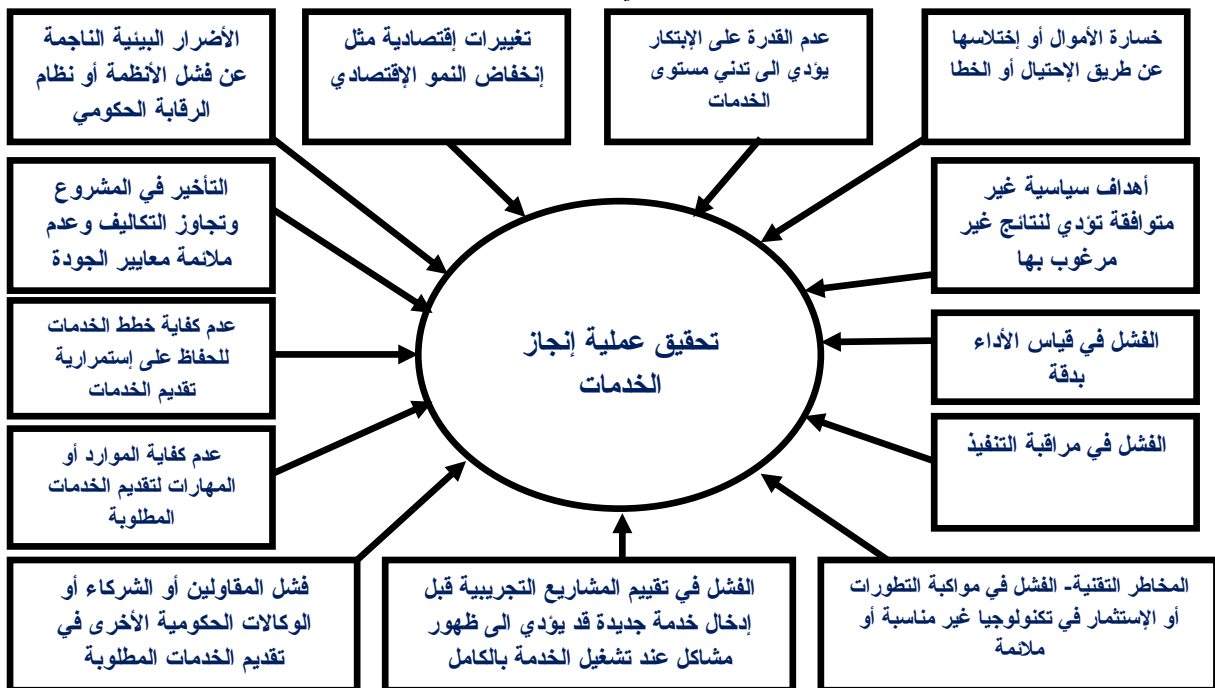 خسارة الأموال أو إختلاسها
عن طريق الإحتيال أو الخطا
عدم القدرة على الإبتكار
يؤدي الى تدني مستوى
الخدمات
تغييرات إقتصادية مثل
إنخفاض النمو الإقتصادي
الأضرار البيئية الناجمة
عن فشل الأنظمة أو نظام
الرقابة الحكومي
أهداف سياسية غير
متوافقة تؤدي لنتائج غير
مرغوب بها
التأخير في المشروع
وتجاوز التكاليف وعدم
ملائمة معايير الجودة
الفشل في قياس الأداء
بدقة
تحقيق عملية إنجاز
الخدمات
عدم كفاية خطط الخدمات
للحفاظ على إستمرارية
تقديم الخدمات
الفشل في مراقبة التنفيذ
عدم كفاية الموارد أو
المهارات لتقديم الخدمات
المطلوبة
المخاطر التقنية- الفشل في مواكبة التطورات
أو الإستثمار في تكنولوجيا غير مناسبة أو
ملائمة
الفشل في تقييم المشاريع التجريبية قبل
إدخال خدمة جديدة قد يؤدي الى ظهور
مشاكل عند تشغيل الخدمة بالكامل
فشل المقاولين أو الشركاء أو
الوكالات الحكومية الأخرى في
تقديم الخدمات المطلوبة